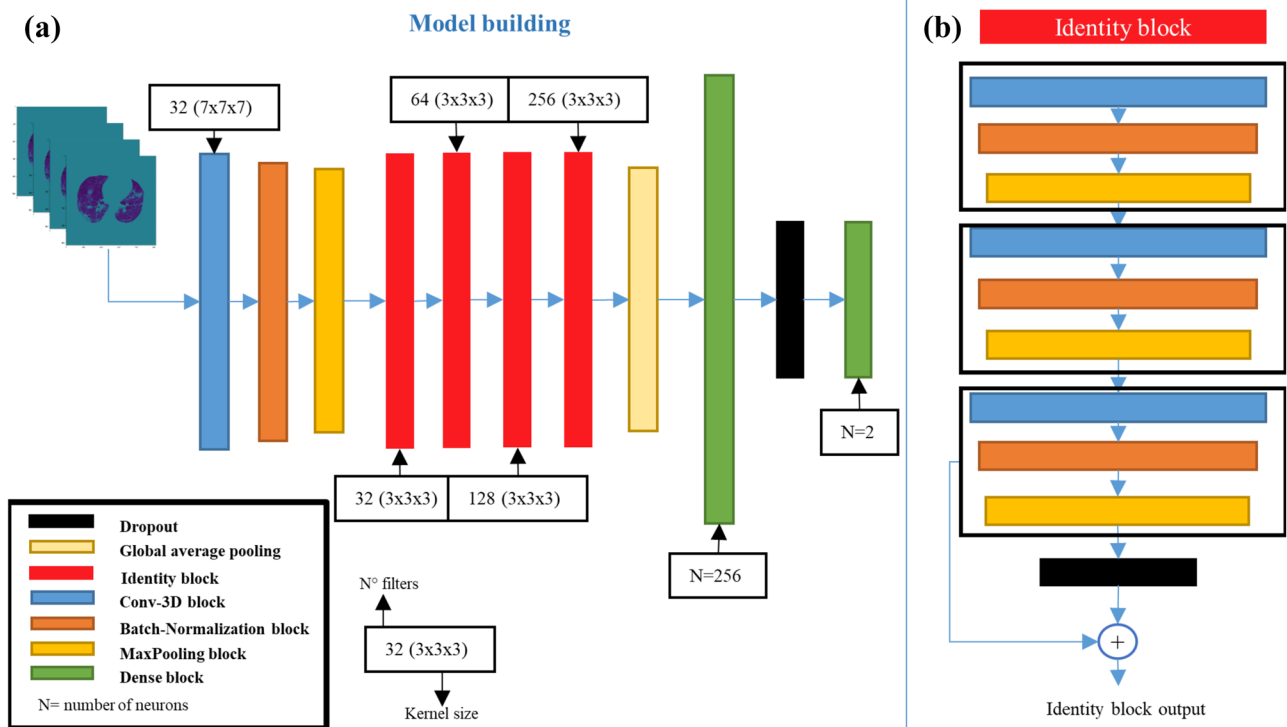 (a)
Model building
32 (7x7x7)
64 (3x3x3)
256 (3x3x3)
32 (3x3x3)
128 (3x3x3)
N=2
N=256
Dropout
Global average pooling
Identity block
Conv-3D block
Batch-Normalization block
MaxPooling block
Dense block
N= number of neurons
N° filters
32 (3x3x3)
Kernel size
(b)
Identity block
+
Identity block output